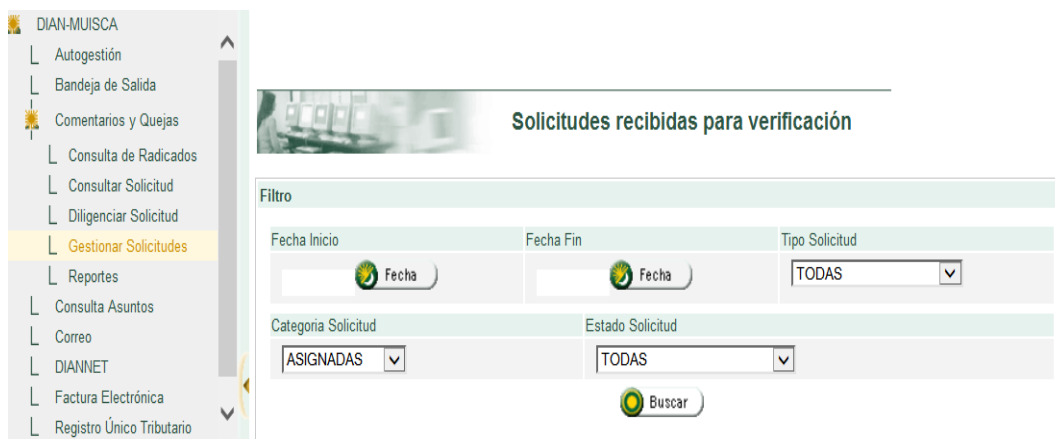 DIAN-MUISCA
Autogestión
Bandeja de Salida
Comentarios y Quejas
Consulta de Radicados
Consultar Solicitud
Diligenciar Solicitud
Gestionar Solicitudes
Reportes
Consulta Asuntos
Correo
DIANNET
Factura Electrónica
Registro Único Tributario
Solicitudes recibidas para verificación
Filtro
Fecha Inicio Fecha Fin Tipo Solicitud
Fecha Fecha TODAS
Categoria Solicitud Estado Solicitud
ASIGNADAS TODAS
Buscar